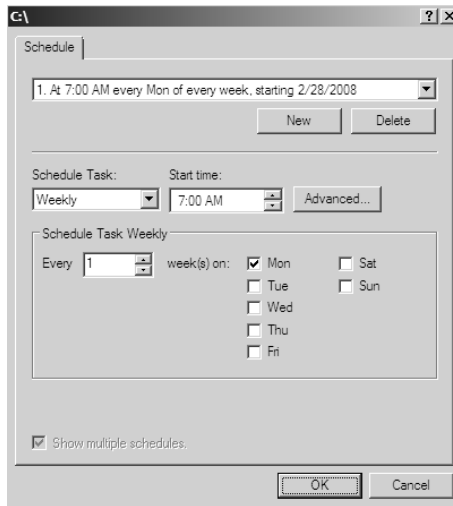 C:\
Schedule
1. At 7:00 AM every Mon of every week, starting 2/28/2008
New Delete
Schedule Task: Start time:
Weekly 7:00 AM Advanced...
Schedule Task Weekly
Every 1 week(s) on: Mon Sat
Tue Sun
Wed
Thu
Fri
Show multiple schedules.
OK Cancel